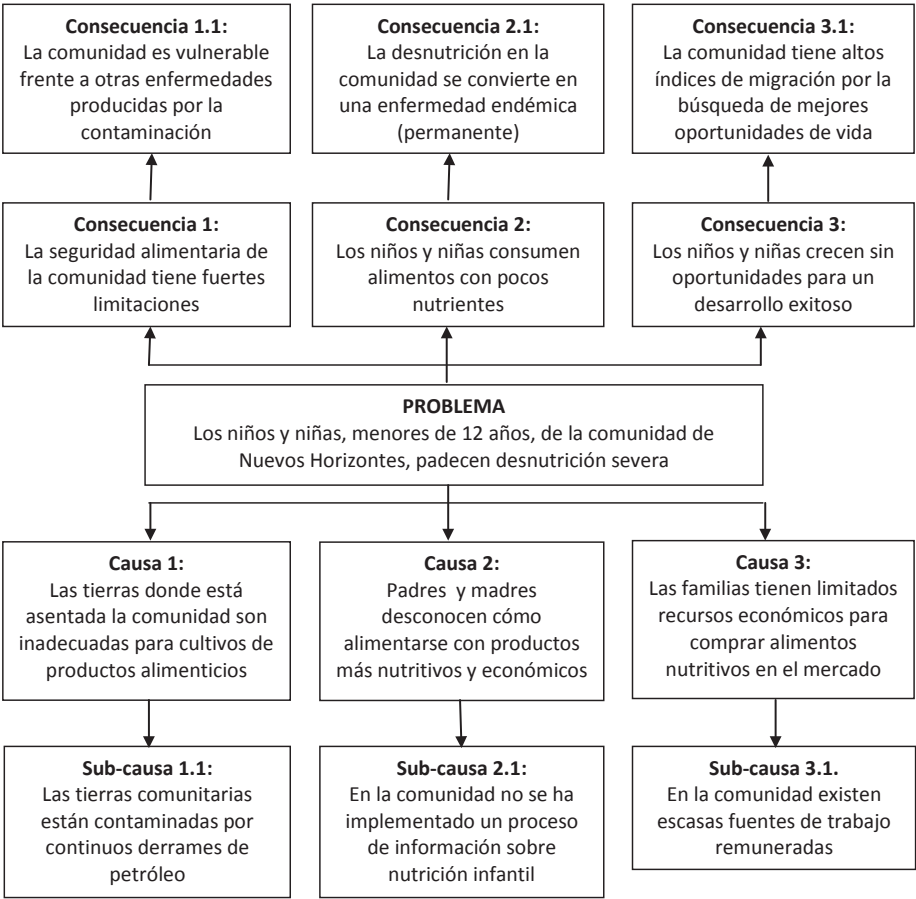 Consecuencia 1.1:
La comunidad es vulnerable
frente a otras enfermedades
producidas por la
contaminación
Consecuencia 2.1:
La desnutrición en la
comunidad se convierte en
una enfermedad endémica
(permanente)
Consecuencia 3.1:
La comunidad tiene altos
índices de migración por la
búsqueda de mejores
oportunidades de vida
Consecuencia 1:
La seguridad alimentaria de
la comunidad tiene fuertes
limitaciones
Consecuencia 2:
Los niños y niñas consumen
alimentos con pocos
nutrientes
Consecuencia 3:
Los niños y niñas crecen sin
oportunidades para un
desarrollo exitoso
PROBLEMA
Los niños y niñas, menores de 12 años, de la comunidad de
Nuevos Horizontes, padecen desnutrición severa
Causa 1:
Las tierras donde está
asentada la comunidad son
inadecuadas para cultivos de
productos alimenticios
Causa 2:
Padres y madres
desconocen cómo
alimentarse con productos
más nutritivos y económicos
Causa 3:
Las familias tienen limitados
recursos económicos para
comprar alimentos
nutritivos en el mercado
Sub-causa 1.1:
Las tierras comunitarias
están contaminadas por
continuos derrames de
petróleo
Sub-causa 2.1:
En la comunidad no se ha
implementado un proceso
de información sobre
nutrición infantil
Sub-causa 3.1.
En la comunidad existen
escasas fuentes de trabajo
remuneradas